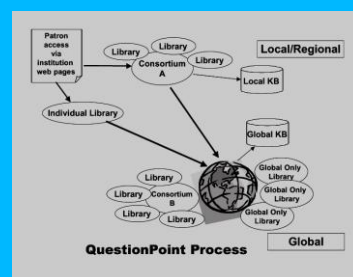 Patron
access
via
institution
web pages
Library
Library
Library
Consortium
A
Local/Regional
Local KB
Individual Library
Global KB
Library
Library
Library
Library
Consortium
B
Global Only
Library
Global Only
Library
Global Only
Library
QuestionPoint Process
Global